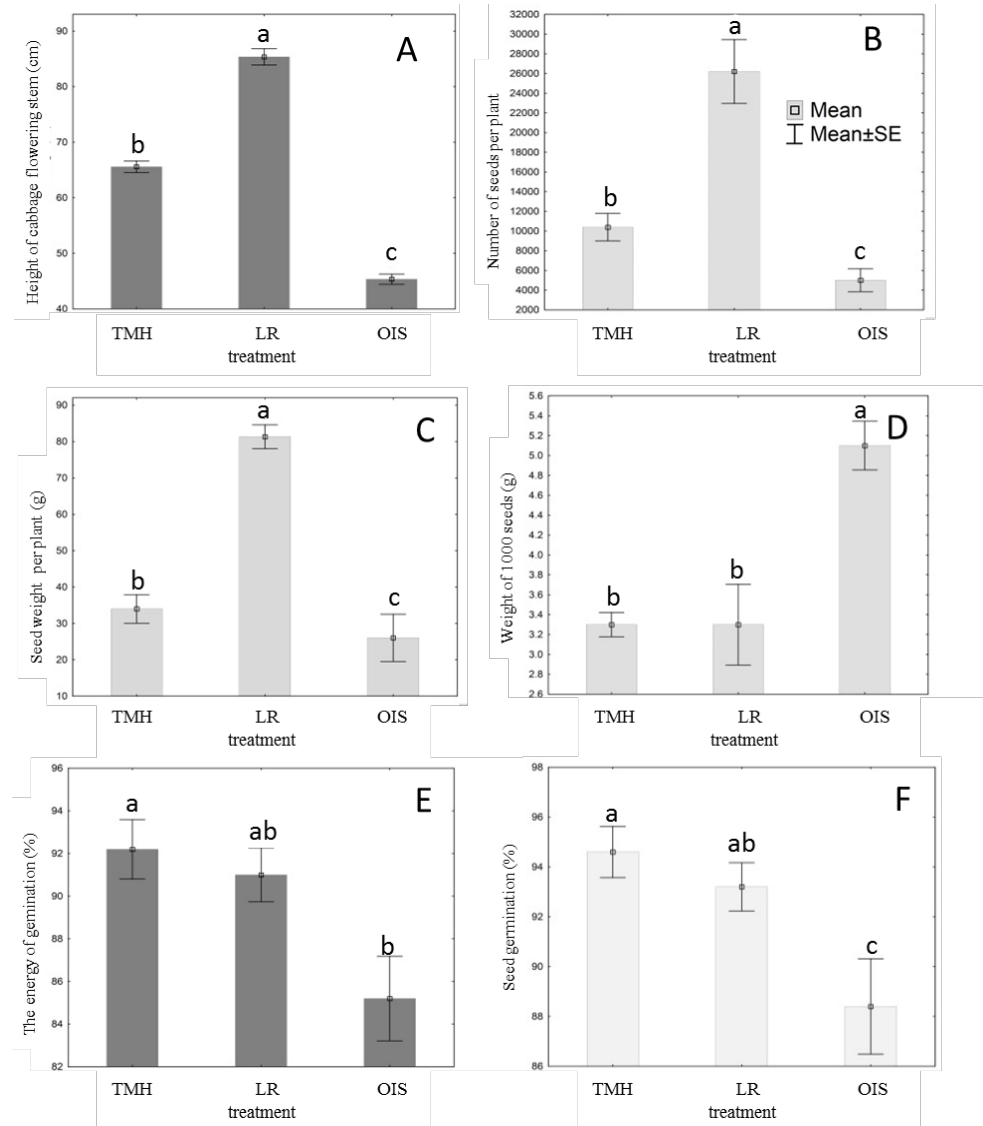 Height of cabbage flowering stem (cm)
90
80
70
60
50
40
b
a
c
A
TMH LR OIS
treatment
Number of seeds per plant
32000
30000
28000
26000
24000
22000
20000
18000
16000
14000
12000
10000
8000
6000
4000
2000
b
a
c
B
Mean
Mean±SE
TMH LR OIS
treatment
Seed weight per plant (g)
90
80
70
60
50
40
30
20
10
b
a
c
C
TMH LR OIS
treatment
Weight of 1000 seeds (g)
5.6
5.4
5.2
5.0
4.8
4.6
4.4
4.2
4.0
3.8
3.6
3.4
3.2
3.0
2.8
2.6
b
b
a
D
TMH LR OIS
treatment
The energy of gemination (%)
96
94
92
90
88
86
84
82
a
ab
b
E
TMH LR OIS
treatment
Seed germination (%)
98
96
94
92
90
88
86
a
ab
c
F
TMH LR OIS
treatment